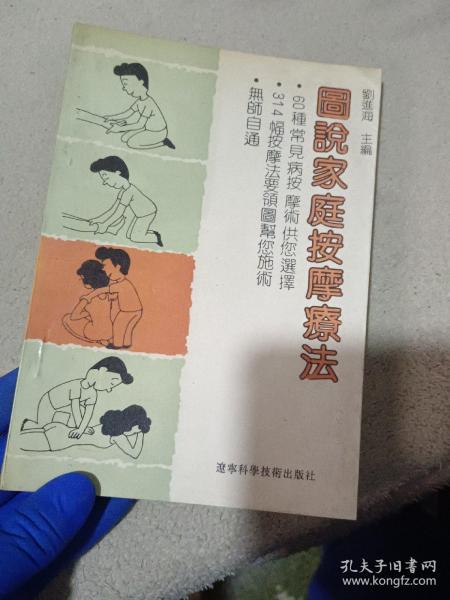 劉進海 主編
圖說家庭按摩療法
• 60種常見病按摩術供您選擇
• 314幅按摩法要領圖幫您施術
• 無師自通
遼寧科學技術出版社
孔夫子旧书网
www.kongfz.com